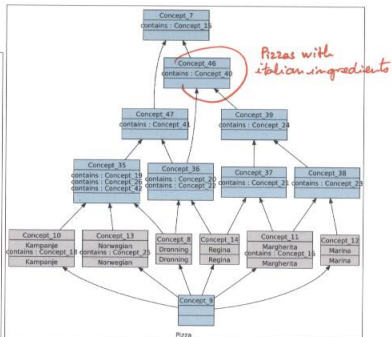 Concept_7
contains : Concept_15
Concept_46
contains : Concept_40
Pizzas with
italian ingredients
Concept_47
contains : Concept_41
Concept_39
contains : Concept_24
Concept_35
contains : Concept_19
contains : Concept_26
contains : Concept_42
Concept_36
contains : Concept_20
contains : Concept_22
Concept_37
contains : Concept_21
Concept_38
contains : Concept_23
Concept_10
Kampanje
contains : Concept_18
Kampanje
Concept_13
Norwegian
contains : Concept_25
Norwegian
Concept_8
Dronning
Dronning
Concept_14
Regina
Regina
Concept_11
Margherita
contains : Concept_16
Margherita
Concept_12
Marina
Marina
Concept_9
Pizza